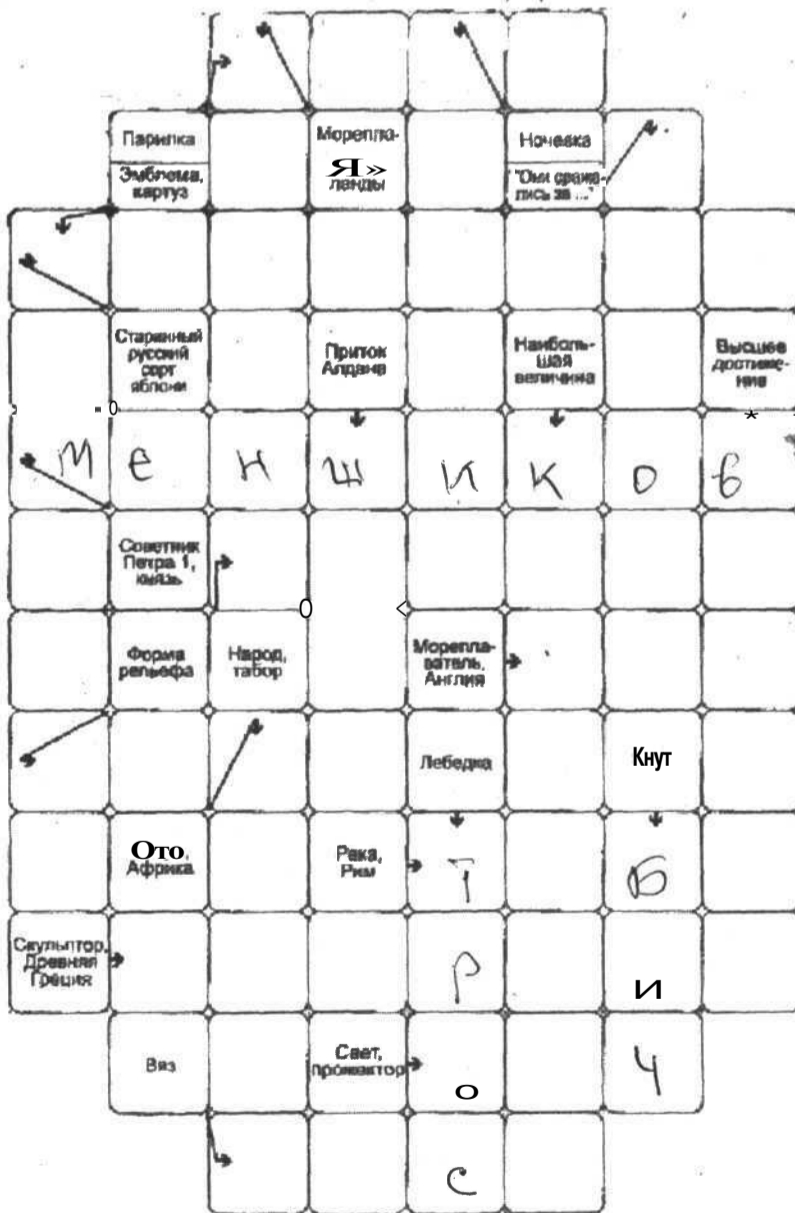 Парилка
Эмблема,
картуз
Морепла-
Я»
ланды
Ночевка
"Они сража-
лись за ..."
Старинный
русский
сорт
яблони
Приток
Алдана
Наиболь-
шая
величина
Высшее
достиже-
ние
М е н ш и к о в
Советник
Петра 1,
князь
Форма
рельефа
Народ,
табор
Морепла-
ватель,
Англия
Лебедка
Кнут
Ото,
Африка
Река,
Рим
Т
Б
Скульптор,
Древняя
Греция
Р
и
Вяз
Свет,
прожектор
о
Ч
С